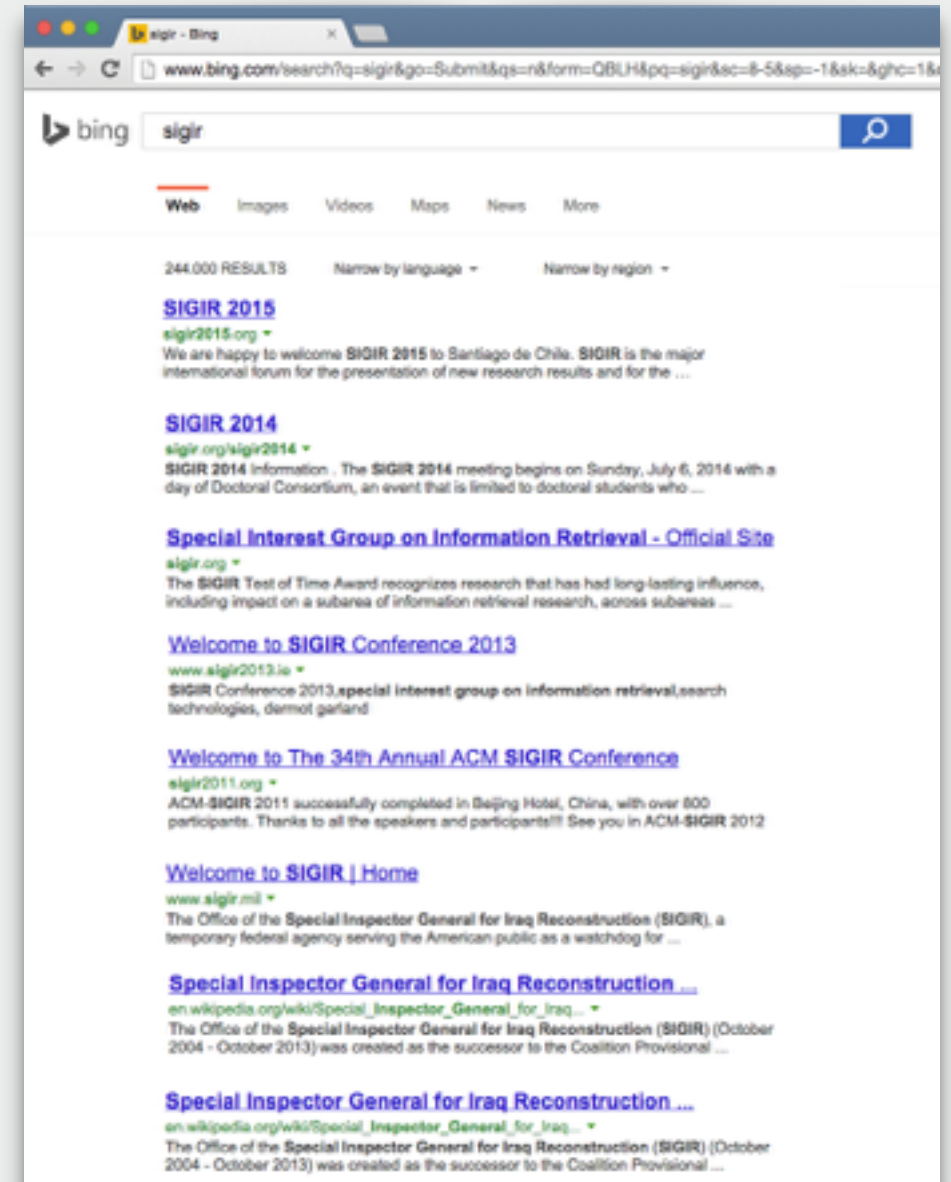 sigir - Bing
www.bing.com/search?q=sigir&go=Submit&qs=n&form=QBLH&pq=sigir&sc=8-5&sp=-1&sk=&ghc=1&
bing sigir
Web Images Videos Maps News More
244.000 RESULTS Narrow by language Narrow by region
SIGIR 2015
sigir2015.org
We are happy to welcome SIGIR 2015 to Santiago de Chile. SIGIR is the major
international forum for the presentation of new research results and for the ...
SIGIR 2014
sigir.org/sigir2014
SIGIR 2014 Information . The SIGIR 2014 meeting begins on Sunday, July 6, 2014 with a
day of Doctoral Consortium, an event that is limited to doctoral students who ...
Special Interest Group on Information Retrieval - Official Site
sigir.org
The SIGIR Test of Time Award recognizes research that has had long-lasting influence,
including impact on a subarea of information retrieval research, across subareas ...
Welcome to SIGIR Conference 2013
www.sigir2013.ie
SIGIR Conference 2013,special interest group on information retrieval,search
technologies, dermot garland
Welcome to The 34th Annual ACM SIGIR Conference
sigir2011.org
ACM-SIGIR 2011 successfully completed in Beijing Hotel, China, with over 800
participants. Thanks to all the speakers and participants!!! See you in ACM-SIGIR 2012
Welcome to SIGIR | Home
www.sigir.mil
The Office of the Special Inspector General for Iraq Reconstruction (SIGIR), a
temporary federal agency serving the American public as a watchdog for ...
Special Inspector General for Iraq Reconstruction ...
en.wikipedia.org/wiki/Special_Inspector_General_for_Iraq...
The Office of the Special Inspector General for Iraq Reconstruction (SIGIR) (October
2004 - October 2013) was created as the successor to the Coalition Provisional ...
Special Inspector General for Iraq Reconstruction ...
en.wikipedia.org/wiki/Special_Inspector_General_for_Iraq...
The Office of the Special Inspector General for Iraq Reconstruction (SIGIR) (October
2004 - October 2013) was created as the successor to the Coalition Provisional ...